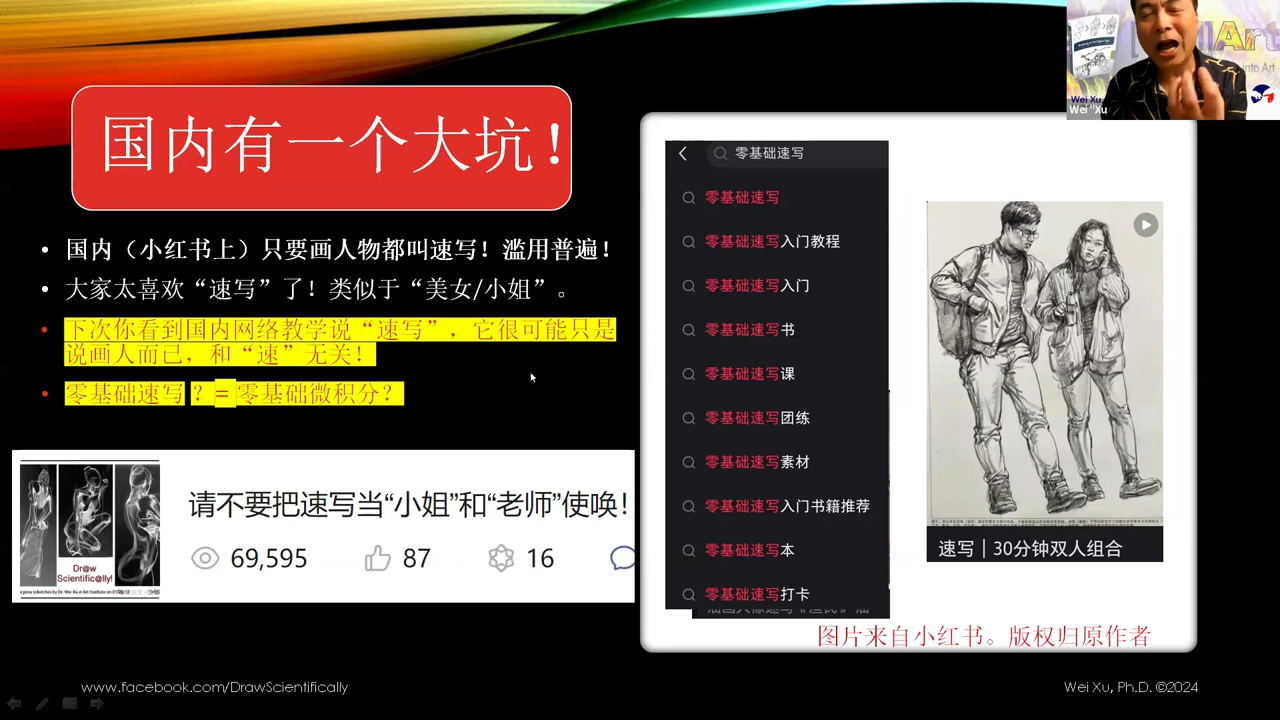 国内有一个大坑！
• 国内（小红书上）只要画人物都叫速写！滥用普遍！
• 大家太喜欢“速写”了！类似于“美女/小姐”。
• 下次你看到国内网络教学说“速写”，它很可能只是
说画人而已，和“速”无关！
• 零基础速写 ？= 零基础微积分？
Dr@w
Scientific@lly!
请不要把速写当“小姐”和“老师”使唤！
69,595 87 16
零基础速写
零基础速写
零基础速写入门教程
零基础速写入门
零基础速写书
零基础速写课
零基础速写团练
零基础速写素材
零基础速写入门书籍推荐
零基础速写本
零基础速写打卡
速写｜30分钟双人组合
图片来自小红书。版权归原作者
Art
into Art
Wei Xu,
Wei "Xu
www.facebook.com/DrawScientifically
Wei Xu, Ph.D. ©2024